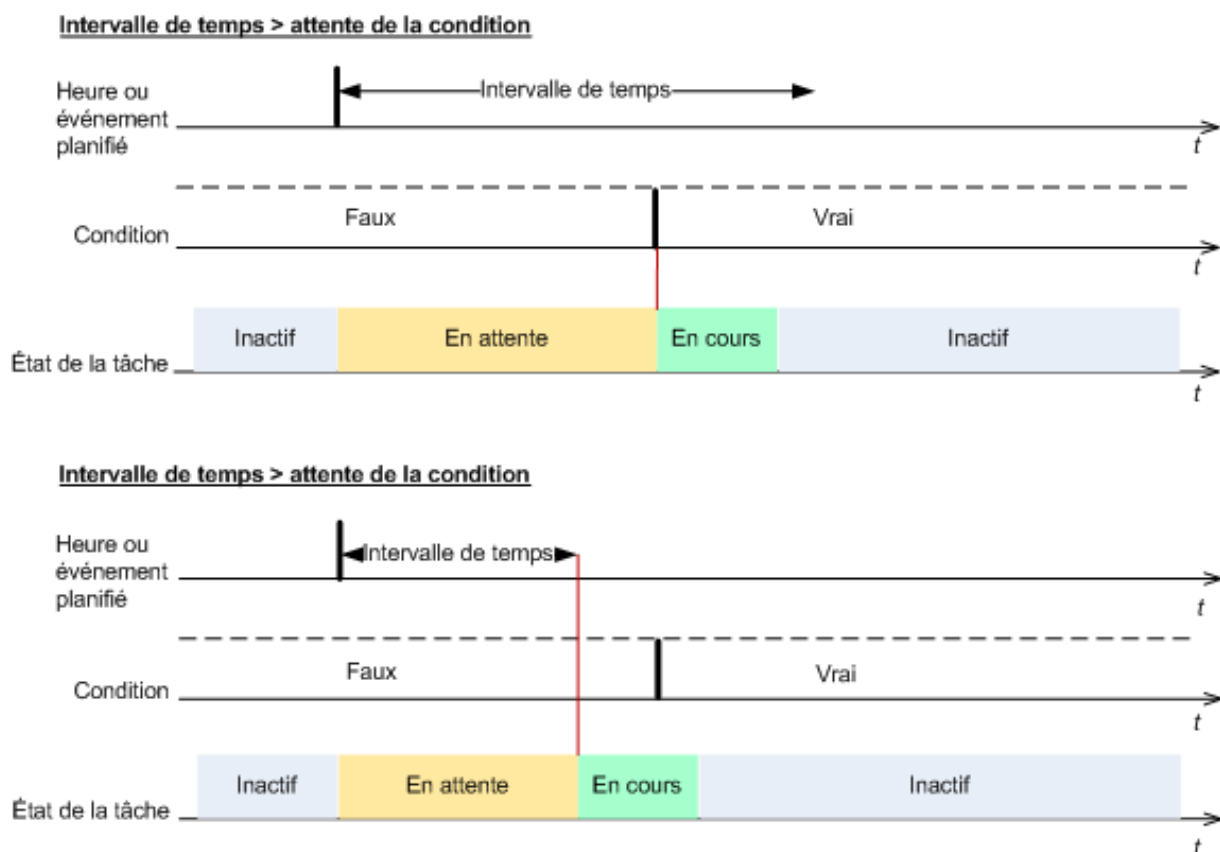 Intervalle de temps > attente de la condition
Heure ou
événement
planifié
Intervalle de temps
t
Condition
Faux
Vrai
t
État de la tâche
Inactif
En attente
En cours
Inactif
t
Intervalle de temps > attente de la condition
Heure ou
événement
planifié
Intervalle de temps
t
Condition
Faux
Vrai
t
État de la tâche
Inactif
En attente
En cours
Inactif
t